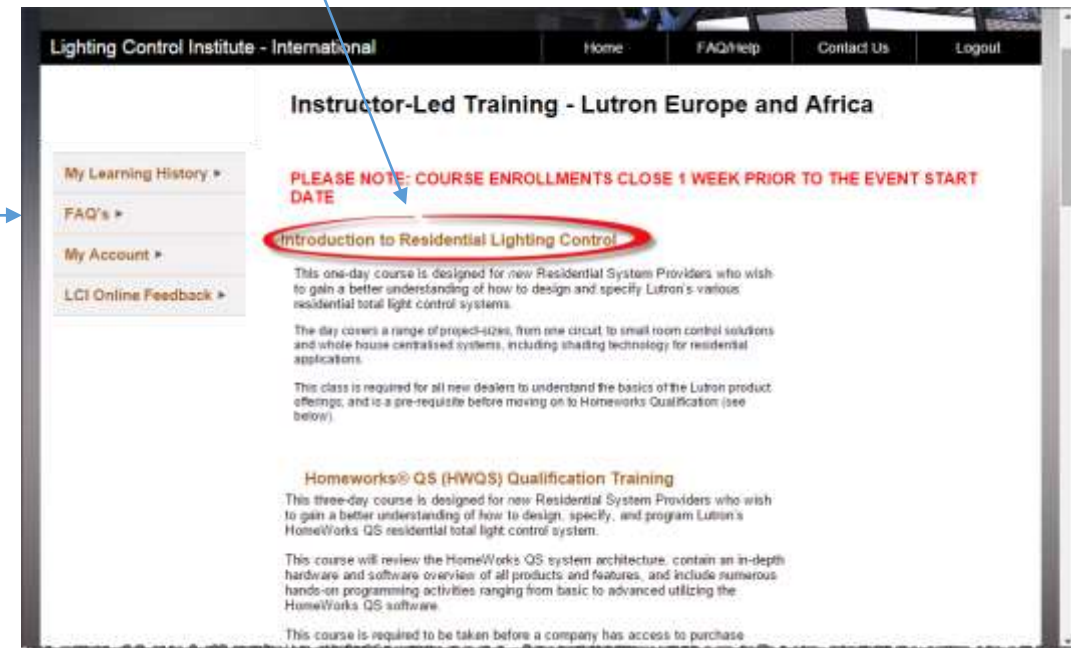 Lighting Control Institute - International
Home
FAQ/Help
Contact Us
Logout
Instructor-Led Training - Lutron Europe and Africa
My Learning History
FAQ's
My Account
LCI Online Feedback
PLEASE NOTE: COURSE ENROLLMENTS CLOSE 1 WEEK PRIOR TO THE EVENT START
DATE
Introduction to Residential Lighting Control
This one-day course is designed for new Residential System Providers who wish
to gain a better understanding of how to design and specify Lutron's various
residential total light control systems.
The day covers a range of project-sizes, from one circuit, to small room control solutions
and whole house centralised systems, including shading technology for residential
applications.
This class is required for all new dealers to understand the basics of the Lutron product
offerings, and is a pre-requisite before moving on to Homeworks Qualification (see
below)
Homeworks® QS (HWQS) Qualification Training
This three-day course is designed for new Residential System Providers who wish
to gain a better understanding of how to design, specify, and program Lutron's
HomeWorks QS residential total light control system.
This course will review the HomeWorks QS system architecture, contain an in-depth
hardware and software overview of all products and features, and include numerous
hands-on programming activities ranging from basic to advanced utilizing the
HomeWorks QS software.
This course is required to be taken before a company has access to purchase